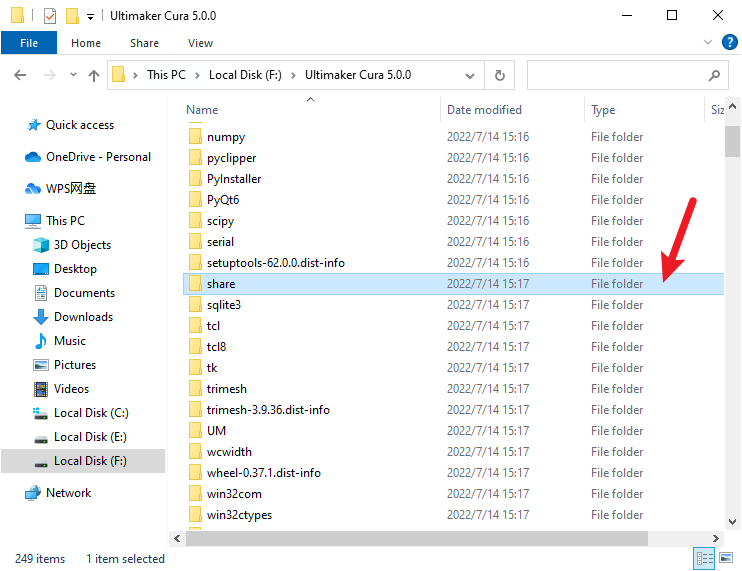 Ultimaker Cura 5.0.0
File Home Share View
This PC Local Disk (F:) Ultimaker Cura 5.0.0
Name Date modified Type Siz
Quick access
OneDrive - Personal
WPS网盘
This PC
3D Objects
Desktop
Documents
Downloads
Music
Pictures
Videos
Local Disk (C:)
Local Disk (E:)
Local Disk (F:)
Network
numpy 2022/7/14 15:16 File folder
pyclipper 2022/7/14 15:16 File folder
PyInstaller 2022/7/14 15:16 File folder
PyQt6 2022/7/14 15:16 File folder
scipy 2022/7/14 15:16 File folder
serial 2022/7/14 15:16 File folder
setuptools-62.0.0.dist-info 2022/7/14 15:16 File folder
share 2022/7/14 15:17 File folder
sqlite3 2022/7/14 15:17 File folder
tcl 2022/7/14 15:17 File folder
tcl8 2022/7/14 15:17 File folder
tk 2022/7/14 15:17 File folder
trimesh 2022/7/14 15:17 File folder
trimesh-3.9.36.dist-info 2022/7/14 15:17 File folder
UM 2022/7/14 15:17 File folder
wcwidth 2022/7/14 15:17 File folder
wheel-0.37.1.dist-info 2022/7/14 15:17 File folder
win32com 2022/7/14 15:17 File folder
win32ctypes 2022/7/14 15:17 File folder
249 items 1 item selected